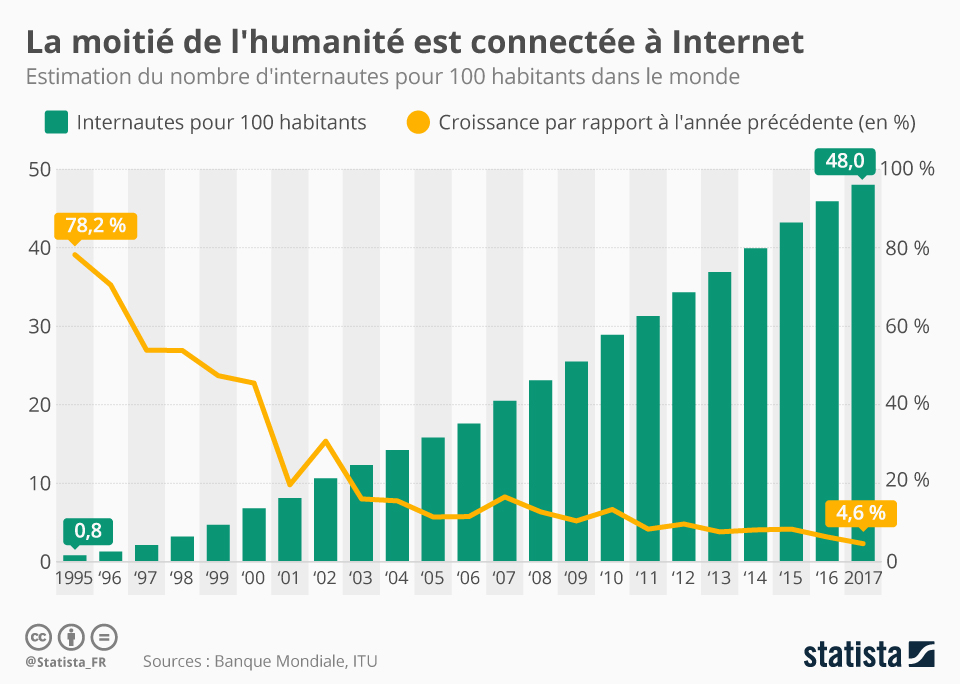 La moitié de l'humanité est connectée à Internet
Estimation du nombre d'internautes pour 100 habitants dans le monde
Internautes pour 100 habitants
Croissance par rapport à l'année précédente (en %)
50
40
30
20
10
0
78,2 %
0,8
48,0
4,6 %
100 %
80 %
60 %
40 %
20 %
0
1995 ‘96 ‘97 ‘98 ‘99 ‘00 ‘01 ‘02 ‘03 ‘04 ‘05 ‘06 ‘07 ‘08 ‘09 ‘10 ‘11 ‘12 ‘13 ‘14 ‘15 ‘16 2017
cc
@Statista_FR
Sources : Banque Mondiale, ITU
statista